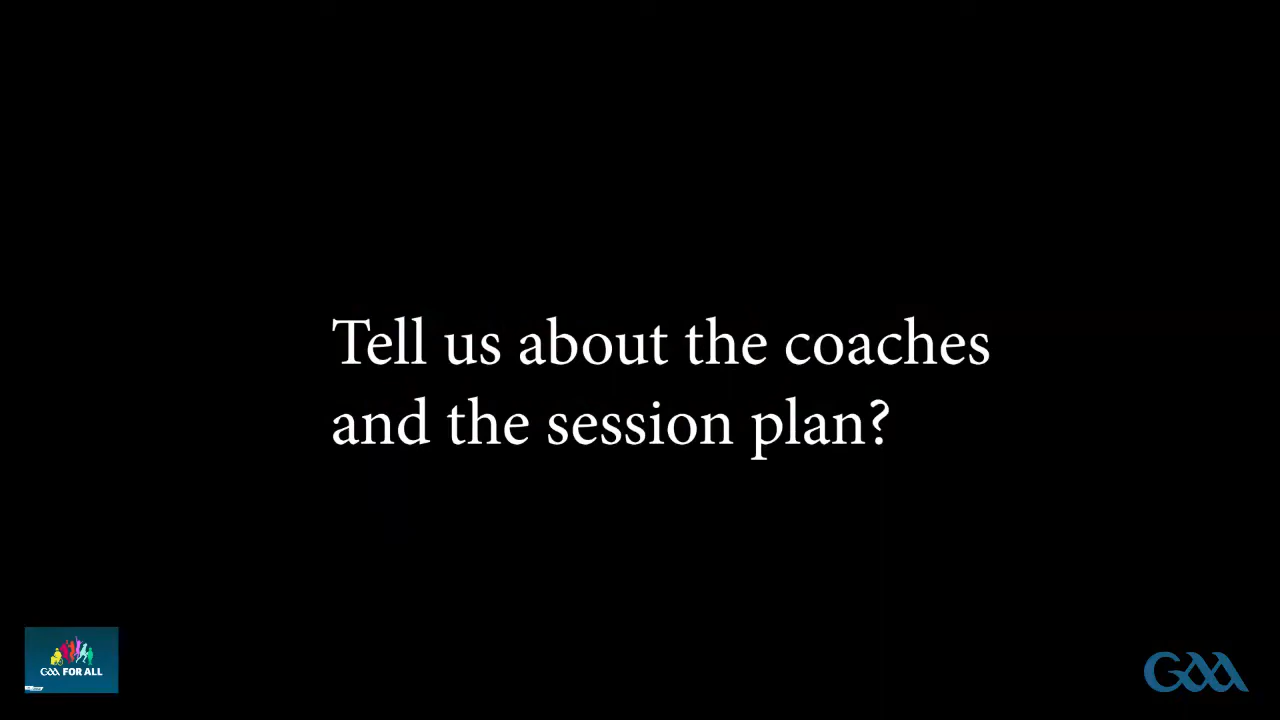 Tell us about the coaches
and the session plan?
GAA FOR ALL
GAA